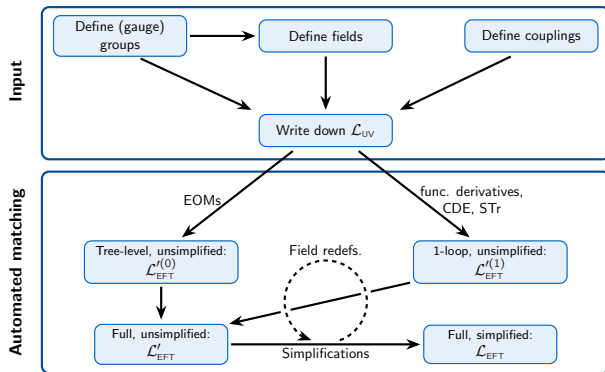 Input
Define (gauge)
groups
Define fields
Define couplings
Write down ℒ_UV
Automated matching
EOMs
func. derivatives,
CDE, STr
Tree-level, unsimplified:
ℒ′_EFT^(0)
Field redefs.
1-loop, unsimplified:
ℒ′_EFT^(1)
Full, unsimplified:
ℒ′_EFT
Simplifications
Full, simplified:
ℒ_EFT